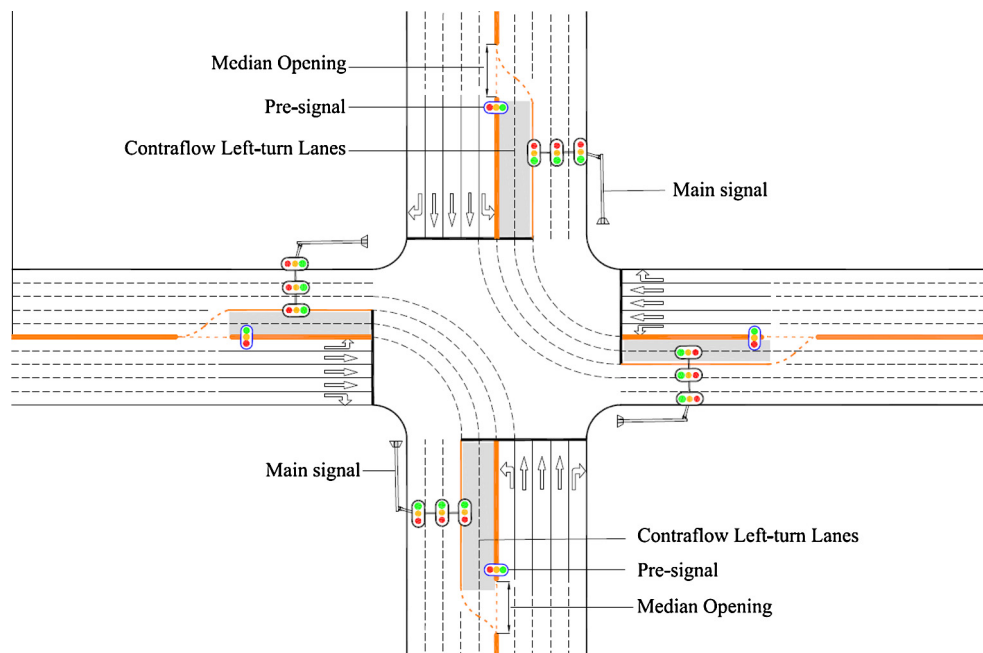 Median Opening
Pre-signal
Contraflow Left-turn Lanes
Main signal
Main signal
Contraflow Left-turn Lanes
Pre-signal
Median Opening